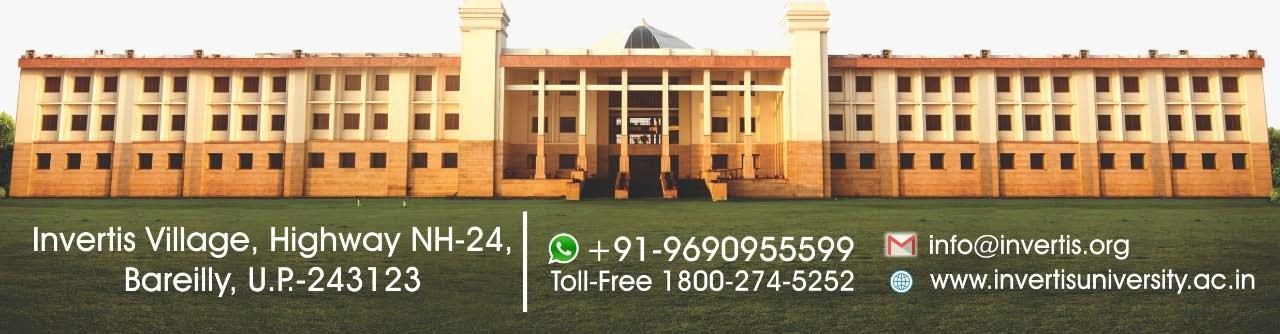 Invertis Village, Highway NH-24,
Bareilly, U.P.-243123
+91-9690955599
Toll-Free 1800-274-5252
info@invertis.org
www.invertisuniversity.ac.in